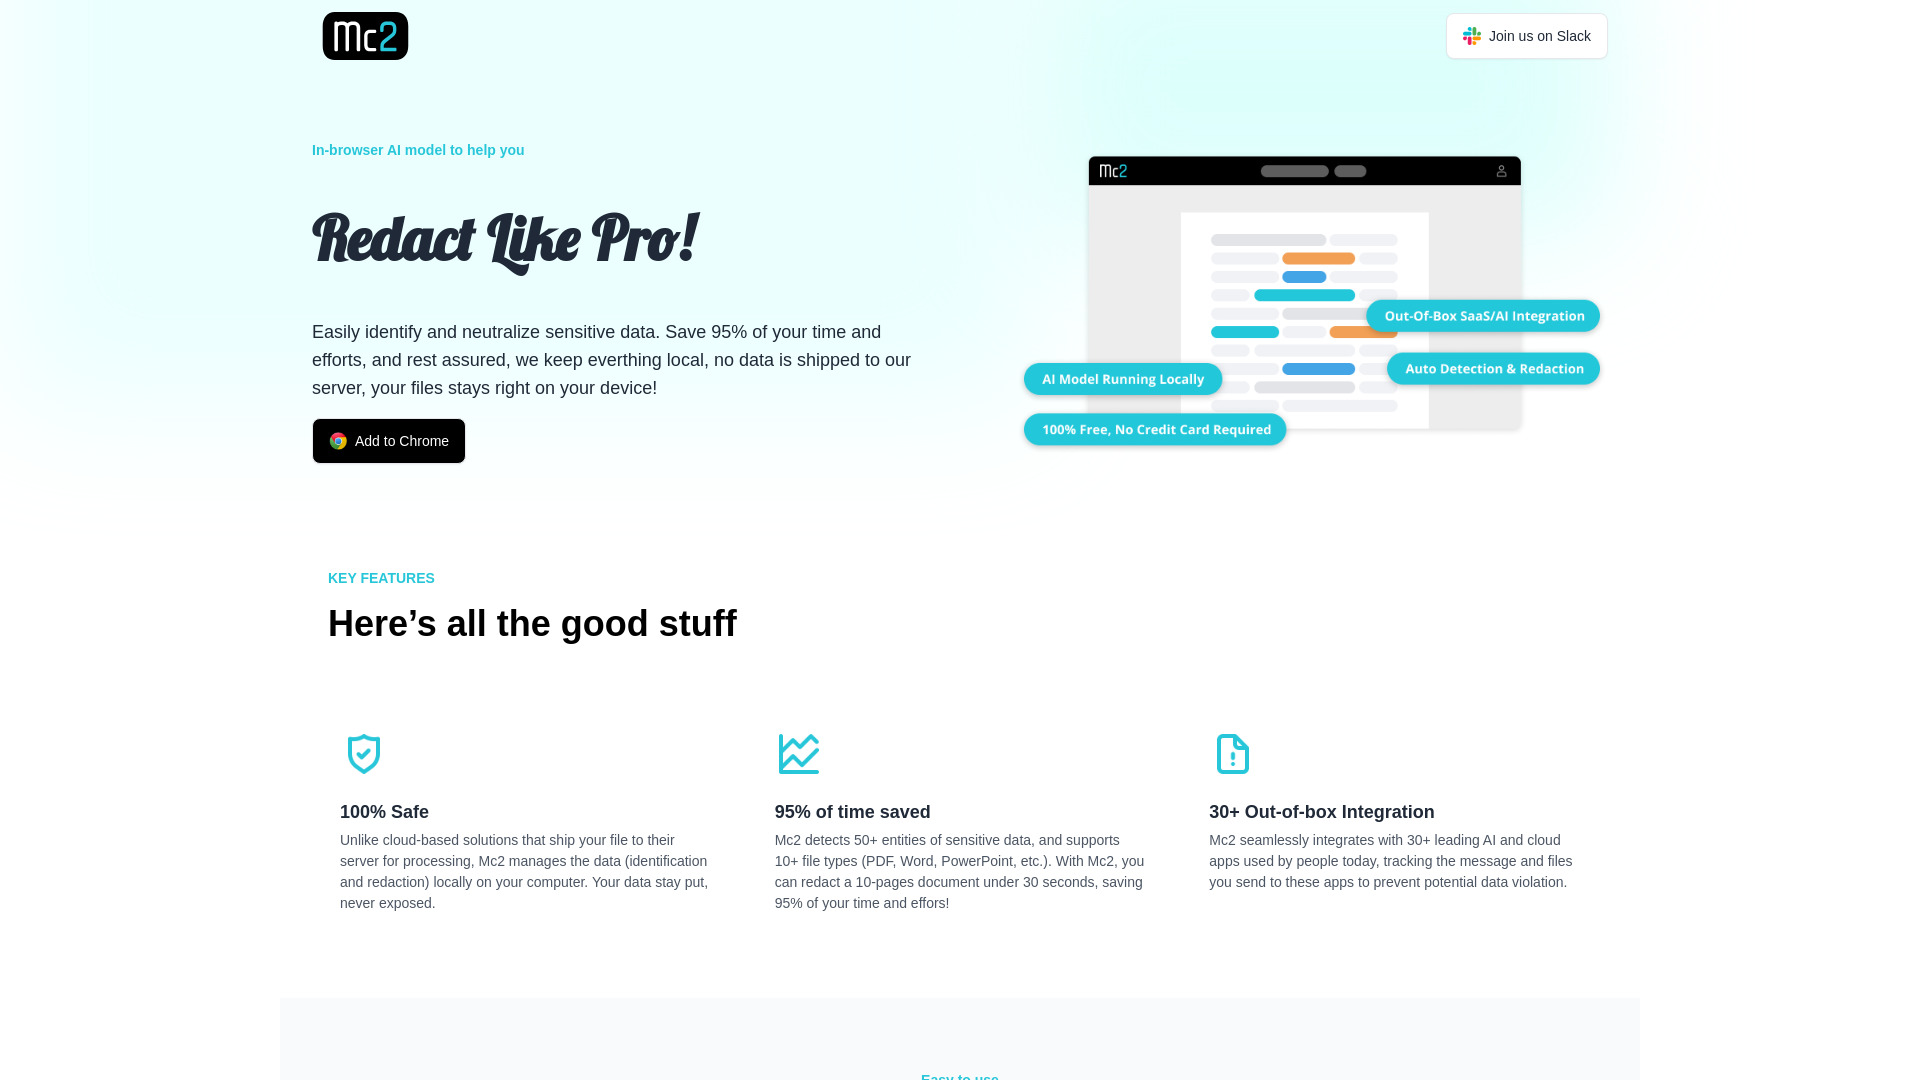 Mc2
Join us on Slack
In-browser AI model to help you
Redact Like Pro!
Easily identify and neutralize sensitive data. Save 95% of your time and
efforts, and rest assured, we keep everthing local, no data is shipped to our
server, your files stays right on your device!
Add to Chrome
Mc2
Out-Of-Box SaaS/AI Integration
Auto Detection & Redaction
AI Model Running Locally
100% Free, No Credit Card Required
KEY FEATURES
Here’s all the good stuff
100% Safe
Unlike cloud-based solutions that ship your file to their
server for processing, Mc2 manages the data (identification
and redaction) locally on your computer. Your data stay put,
never exposed.
95% of time saved
Mc2 detects 50+ entities of sensitive data, and supports
10+ file types (PDF, Word, PowerPoint, etc.). With Mc2, you
can redact a 10-pages document under 30 seconds, saving
95% of your time and effors!
30+ Out-of-box Integration
Mc2 seamlessly integrates with 30+ leading AI and cloud
apps used by people today, tracking the message and files
you send to these apps to prevent potential data violation.
Easy to use